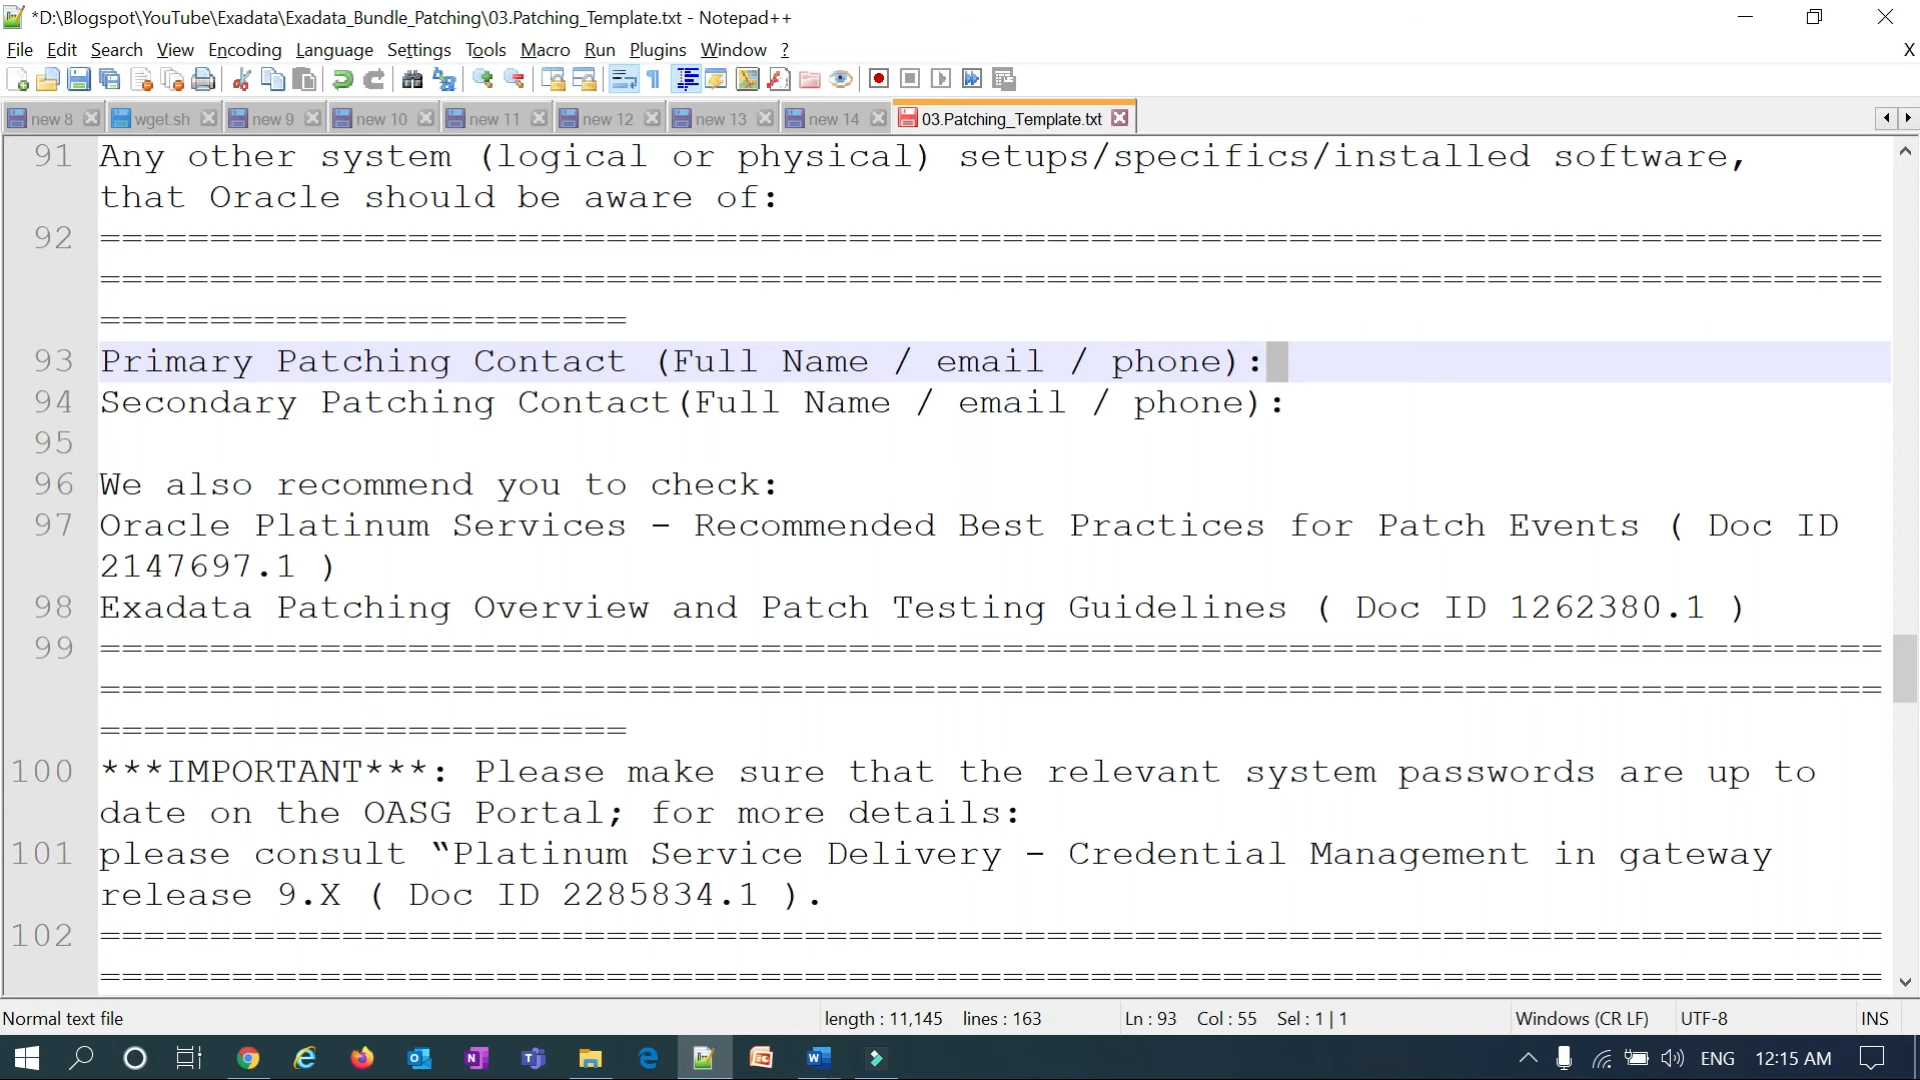 *D:\Blogspot\YouTube\Exadata\Exadata_Bundle_Patching\03.Patching_Template.txt - Notepad++
File Edit Search View Encoding Language Settings Tools Macro Run Plugins Window ? X
new 8 wget.sh new 9 new 10 new 11 new 12 new 13 new 14 03.Patching_Template.txt
91 Any other system (logical or physical) setups/specifics/installed software,
that Oracle should be aware of:
92 =================================================================================
=================================================================================
========================
93 Primary Patching Contact (Full Name / email / phone):
94 Secondary Patching Contact(Full Name / email / phone):
95
96 We also recommend you to check:
97 Oracle Platinum Services - Recommended Best Practices for Patch Events ( Doc ID
2147697.1 )
98 Exadata Patching Overview and Patch Testing Guidelines ( Doc ID 1262380.1 )
99 =================================================================================
=================================================================================
========================
100 ***IMPORTANT***: Please make sure that the relevant system passwords are up to
date on the OASG Portal; for more details:
101 please consult “Platinum Service Delivery - Credential Management in gateway
release 9.X ( Doc ID 2285834.1 ).
102 =================================================================================
=================================================================================
Normal text file length : 11,145 lines : 163 Ln : 93 Col : 55 Sel : 1 | 1 Windows (CR LF) UTF-8 INS
ENG 12:15 AM